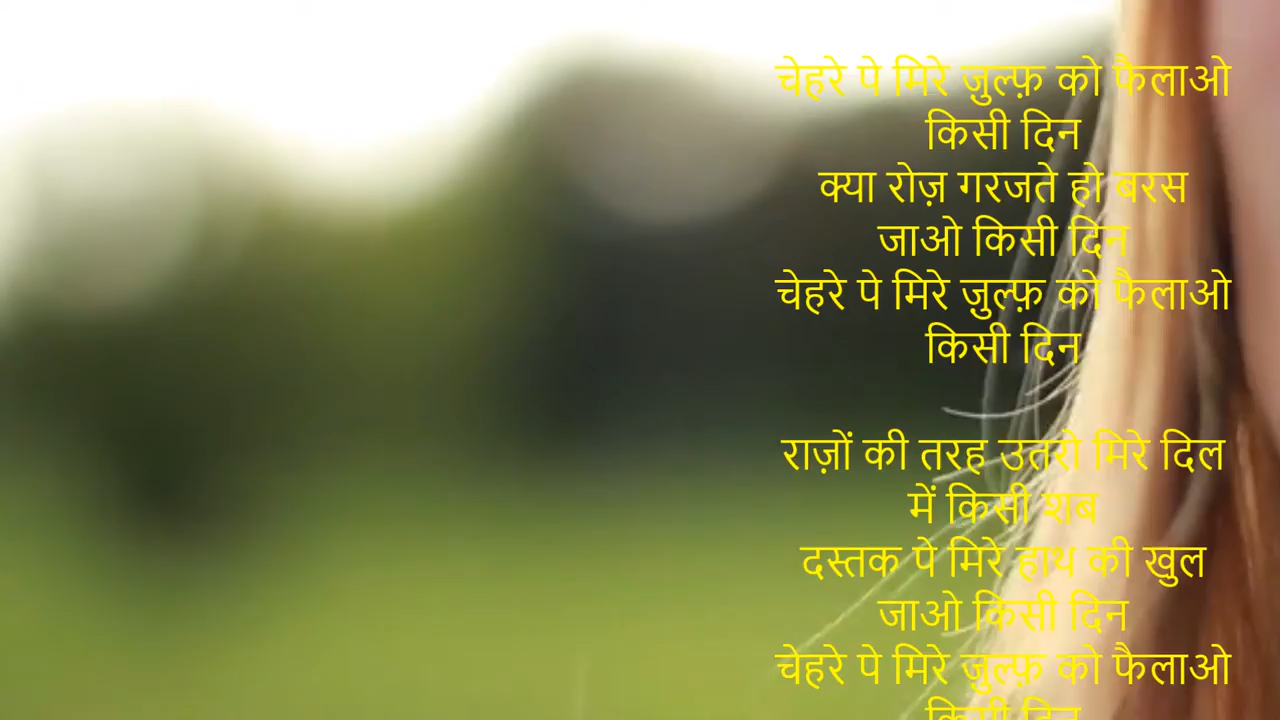 चेहरे पे मिरे ज़ुल्फ़ को फैलाओ
किसी दिन
क्या रोज़ गरजते हो बरस
जाओ किसी दिन
चेहरे पे मिरे ज़ुल्फ़ को फैलाओ
किसी दिन
राज़ों की तरह उतरो मिरे दिल
में किसी शब
दस्तक पे मिरे हाथ की खुल
जाओ किसी दिन
चेहरे पे मिरे ज़ुल्फ़ को फैलाओ
किसी दिन